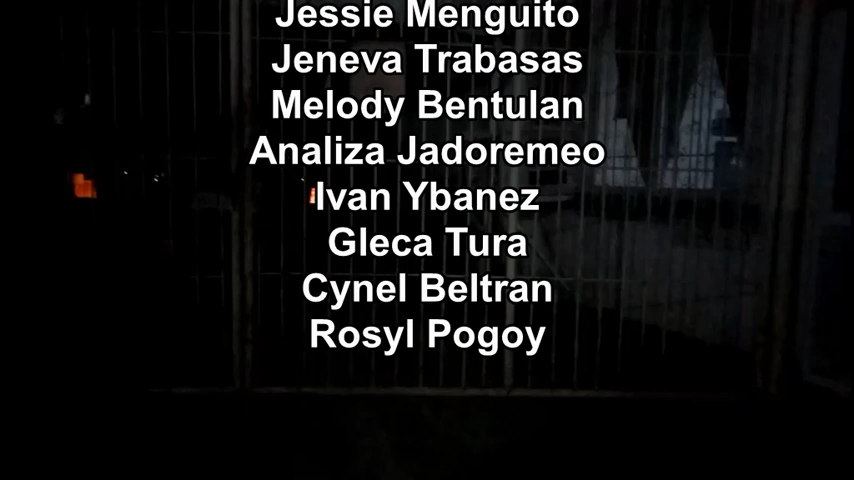 Jessie Menguito
Jeneva Trabasas
Melody Bentulan
Analiza Jadoremeo
Ivan Ybanez
Gleca Tura
Cynel Beltran
Rosyl Pogoy